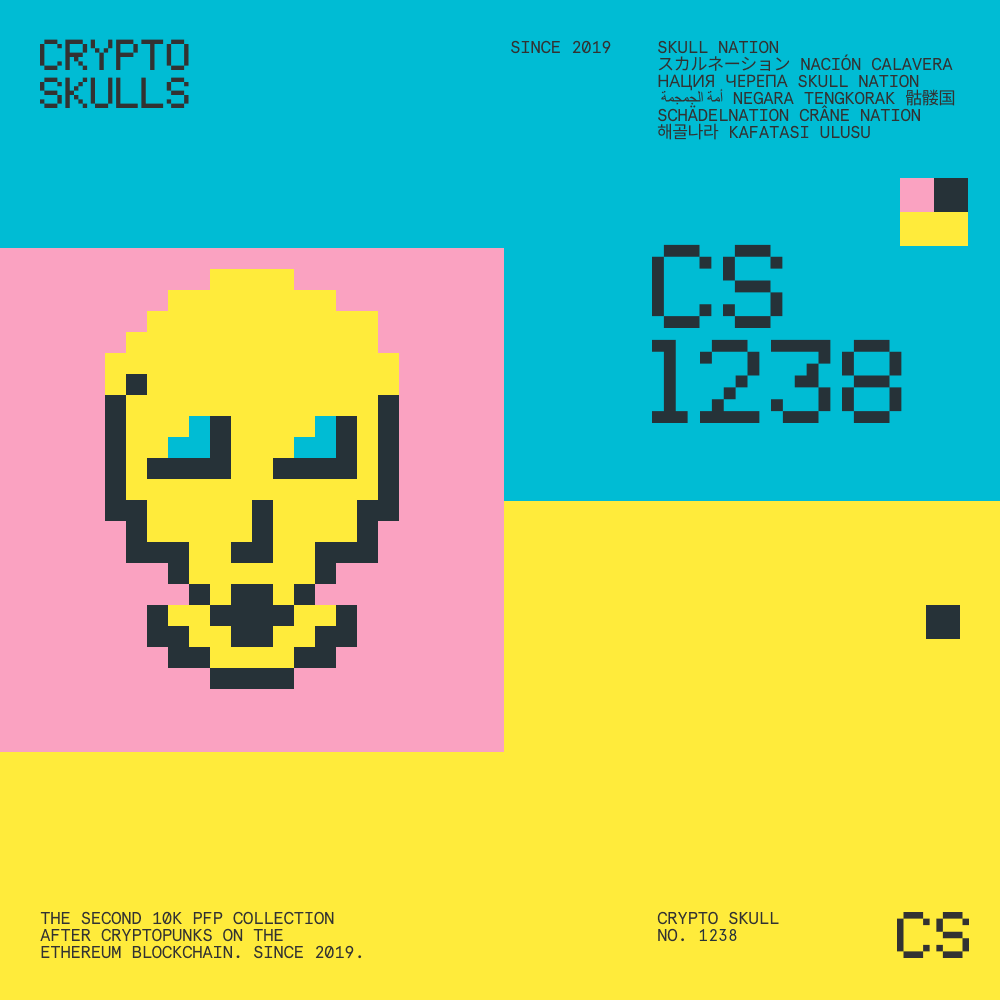 CRYPTO
SKULLS
SINCE 2019
SKULL NATION
スカルネーション NACIÓN CALAVERA
НАЦИЯ ЧЕРЕПА SKULL NATION
أمة الجمجمة NEGARA TENGKORAK 骷髅国
SCHÄDELNATION CRÂNE NATION
해골나라 KAFATASI ULUSU
CS
1238
THE SECOND 10K PFP COLLECTION
AFTER CRYPTOPUNKS ON THE
ETHEREUM BLOCKCHAIN. SINCE 2019.
CRYPTO SKULL
NO. 1238
CS